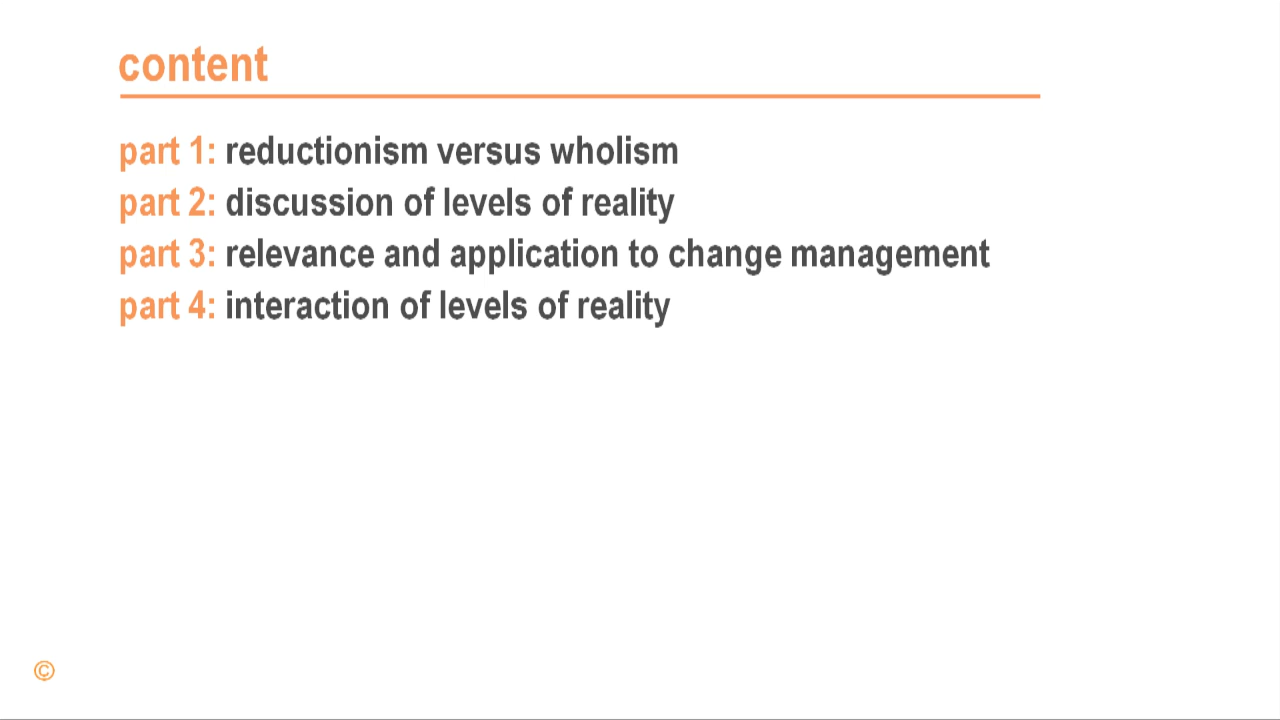 content
part 1: reductionism versus wholism
part 2: discussion of levels of reality
part 3: relevance and application to change management
part 4: interaction of levels of reality
©